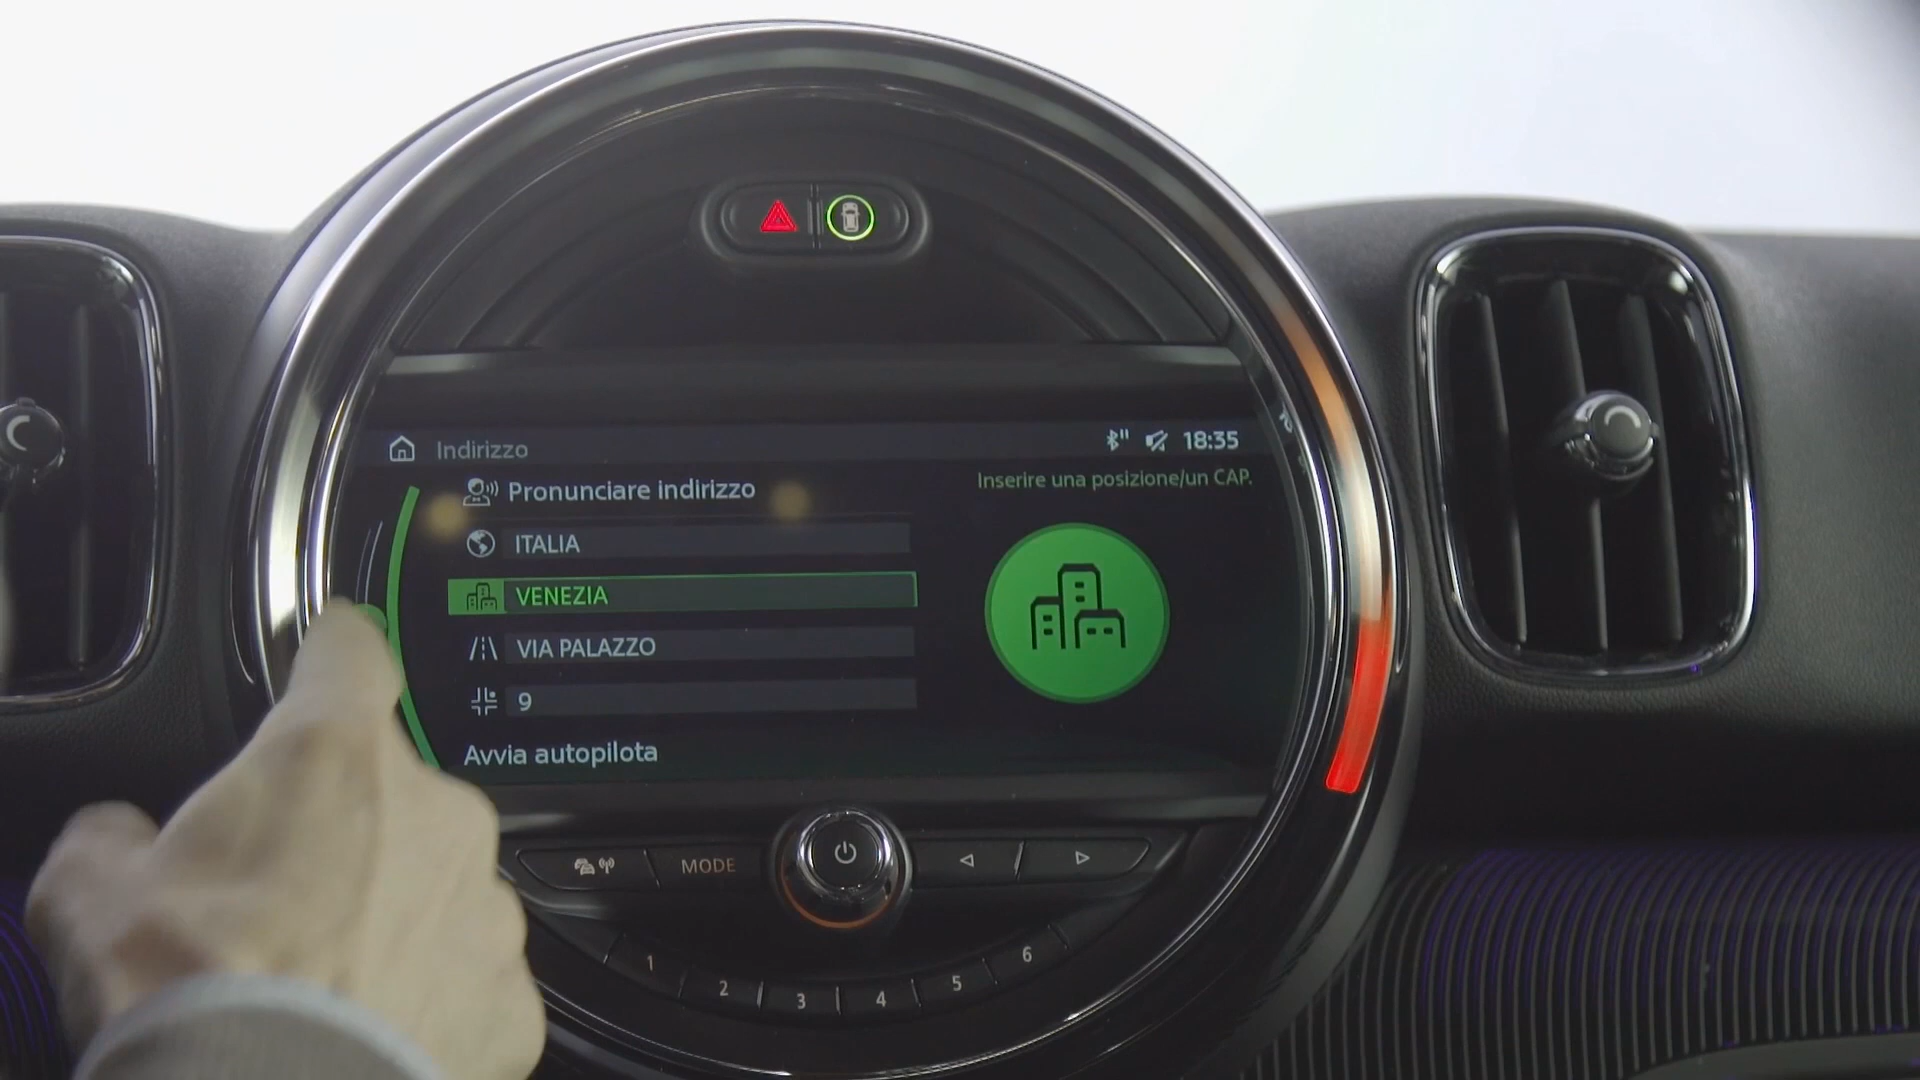 Indirizzo
18:35
Pronunciare indirizzo
Inserire una posizione/un CAP.
ITALIA
VENEZIA
VIA PALAZZO
9
Avvia autopilota
MODE
1
2
3
4
5
6